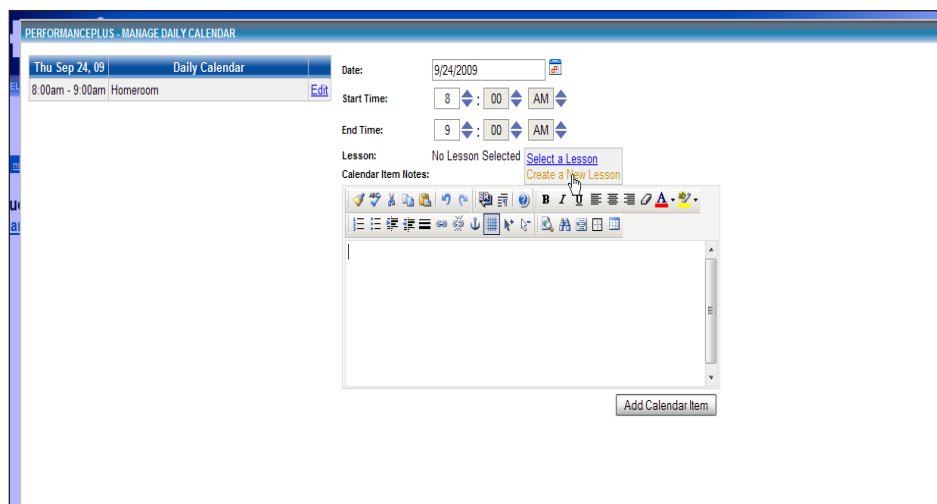 PERFORMANCEPLUS - MANAGE DAILY CALENDAR
Thu Sep 24, 09 Daily Calendar
8:00am - 9:00am Homeroom Edit
Date: 9/24/2009
Start Time: 8 : 00 AM
End Time: 9 : 00 AM
Lesson: No Lesson Selected Select a Lesson
Calendar Item Notes: Create a New Lesson
B I U A
Add Calendar Item